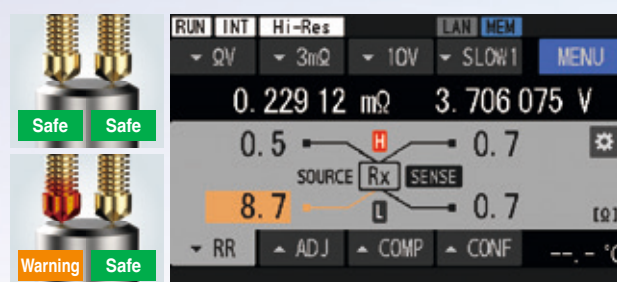 Safe Safe
Warning Safe
RUN INT Hi-Res LAN MEM
ΩV 3mΩ 10V SLOW1 MENU
0.229 12 mΩ 3.706 075 V
0.5 H 0.7
SOURCE Rx SENSE
8.7 L 0.7
[Ω]
RR ADJ COMP CONF --.- °C